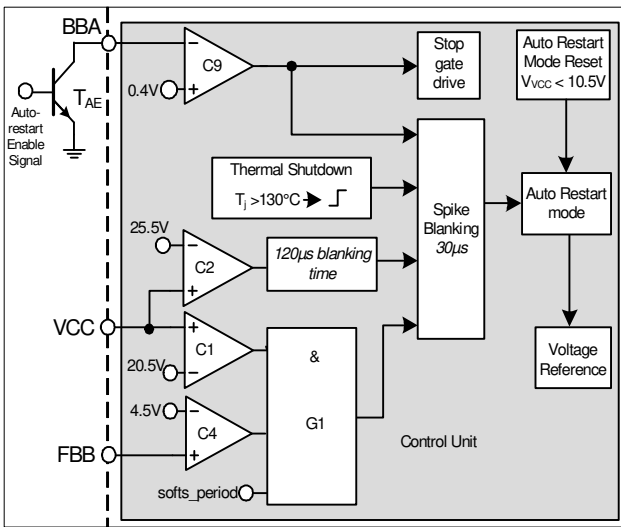 BBA
C9
0.4V
TAE
Auto-
restart
Enable
Signal
Stop
gate
drive
Auto Restart
Mode Reset
VVCC < 10.5V
Thermal Shutdown
Tj >130°C
Spike
Blanking
30µs
Auto Restart
mode
25.5V
C2
120µs blanking
time
VCC
C1
20.5V
4.5V
C4
FBB
&
G1
softs_period
Voltage
Reference
Control Unit